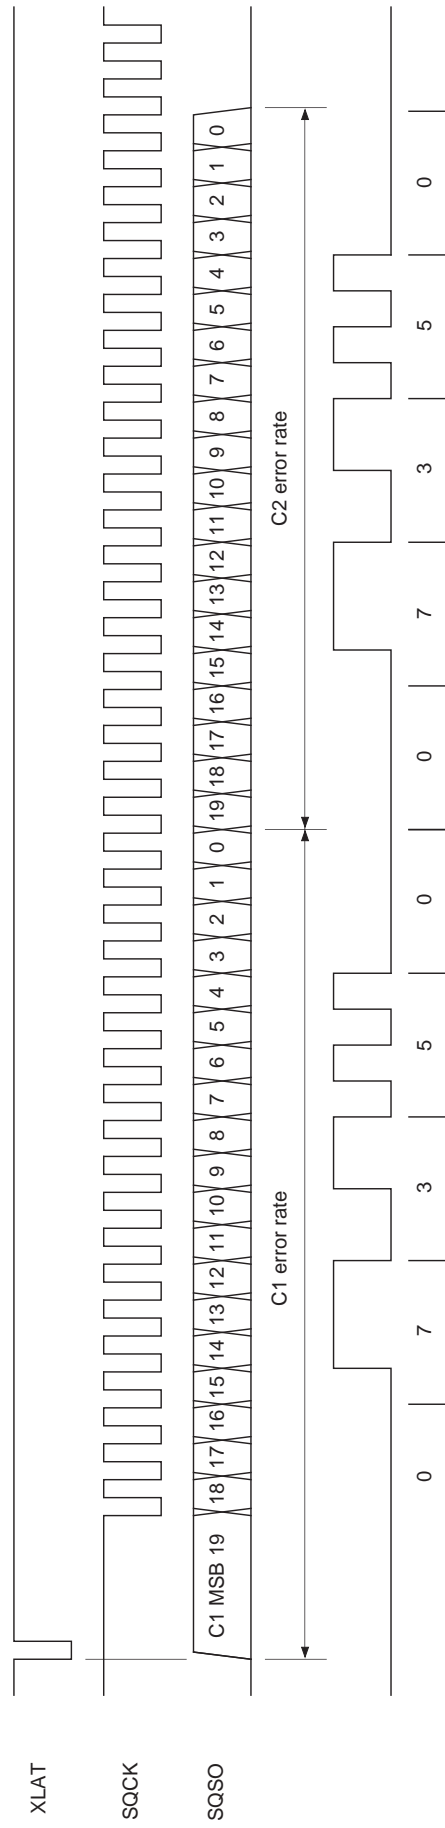 XLAT
SQCK
SQSO
C1 MSB 19 18 17 16 15 14 13 12 11 10 9 8 7 6 5 4 3 2 1 0 19 18 17 16 15 14 13 12 11 10 9 8 7 6 5 4 3 2 1 0
C1 error rate
C2 error rate
0 7 3 5 0 0 7 3 5 0